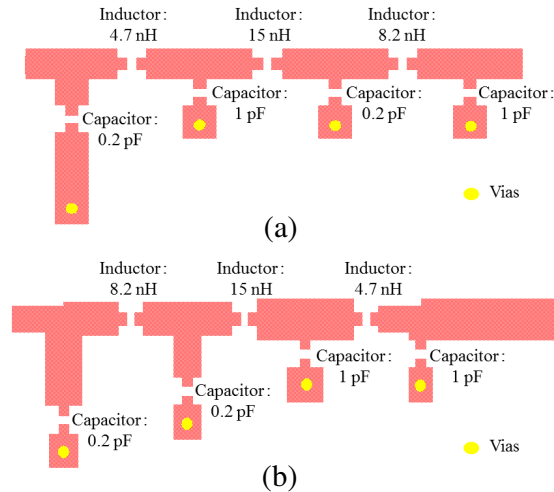 Inductor: Inductor: Inductor:
4.7 nH 15 nH 8.2 nH
Capacitor: Capacitor: Capacitor: Capacitor:
0.2 pF 1 pF 0.2 pF 1 pF
Vias
(a)
Inductor: Inductor: Inductor:
8.2 nH 15 nH 4.7 nH
Capacitor: Capacitor: Capacitor: Capacitor:
0.2 pF 0.2 pF 1 pF 1 pF
Vias
(b)